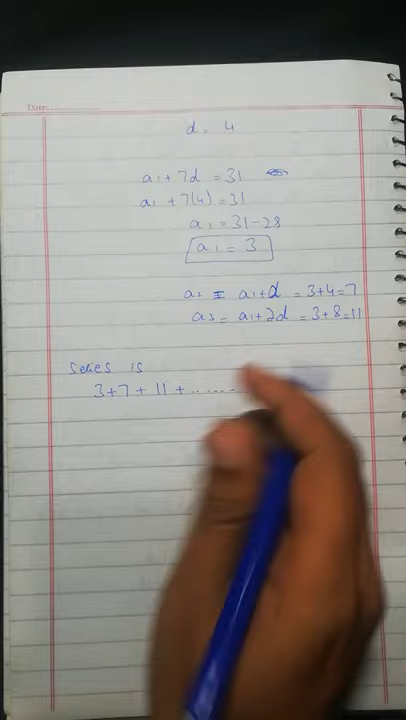 Date:
d = 4
a1 + 7d = 31
a1 + 7(4) = 31
a1 = 31-28
a1 = 3
a2 = a1+d = 3+4=7
a3 = a1+2d = 3+8=11
Series is
3+7+11+......